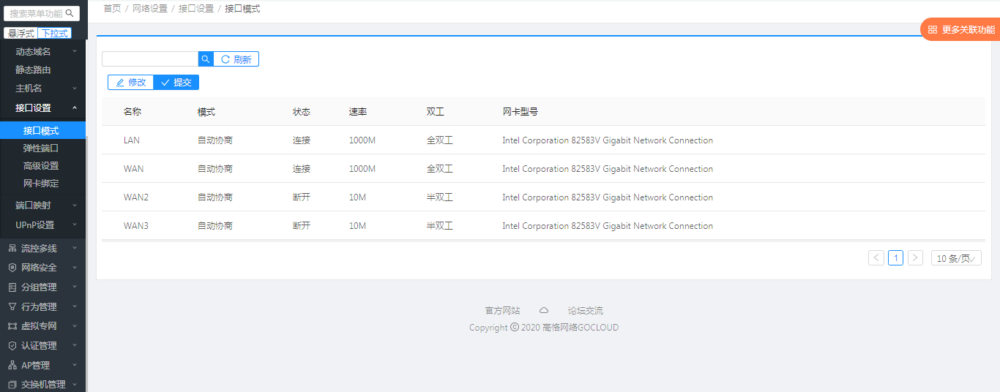 搜索菜单功能
悬浮式 下拉式
动态域名
静态路由
主机名
接口设置
接口模式
弹性端口
高级设置
网卡绑定
端口映射
UPnP设置
流控多线
网络安全
分组管理
行为管理
虚拟专网
认证管理
AP管理
交换机管理
首页 / 网络设置 / 接口设置 / 接口模式
更多关联功能
刷新
修改 提交
名称 模式 状态 速率 双工 网卡型号
LAN 自动协商 连接 1000M 全双工 Intel Corporation 82583V Gigabit Network Connection
WAN 自动协商 连接 1000M 全双工 Intel Corporation 82583V Gigabit Network Connection
WAN2 自动协商 断开 10M 半双工 Intel Corporation 82583V Gigabit Network Connection
WAN3 自动协商 断开 10M 半双工 Intel Corporation 82583V Gigabit Network Connection
< 1 > 10 条/页
官方网站 论坛交流
Copyright © 2020 高恪网络GOCLOUD